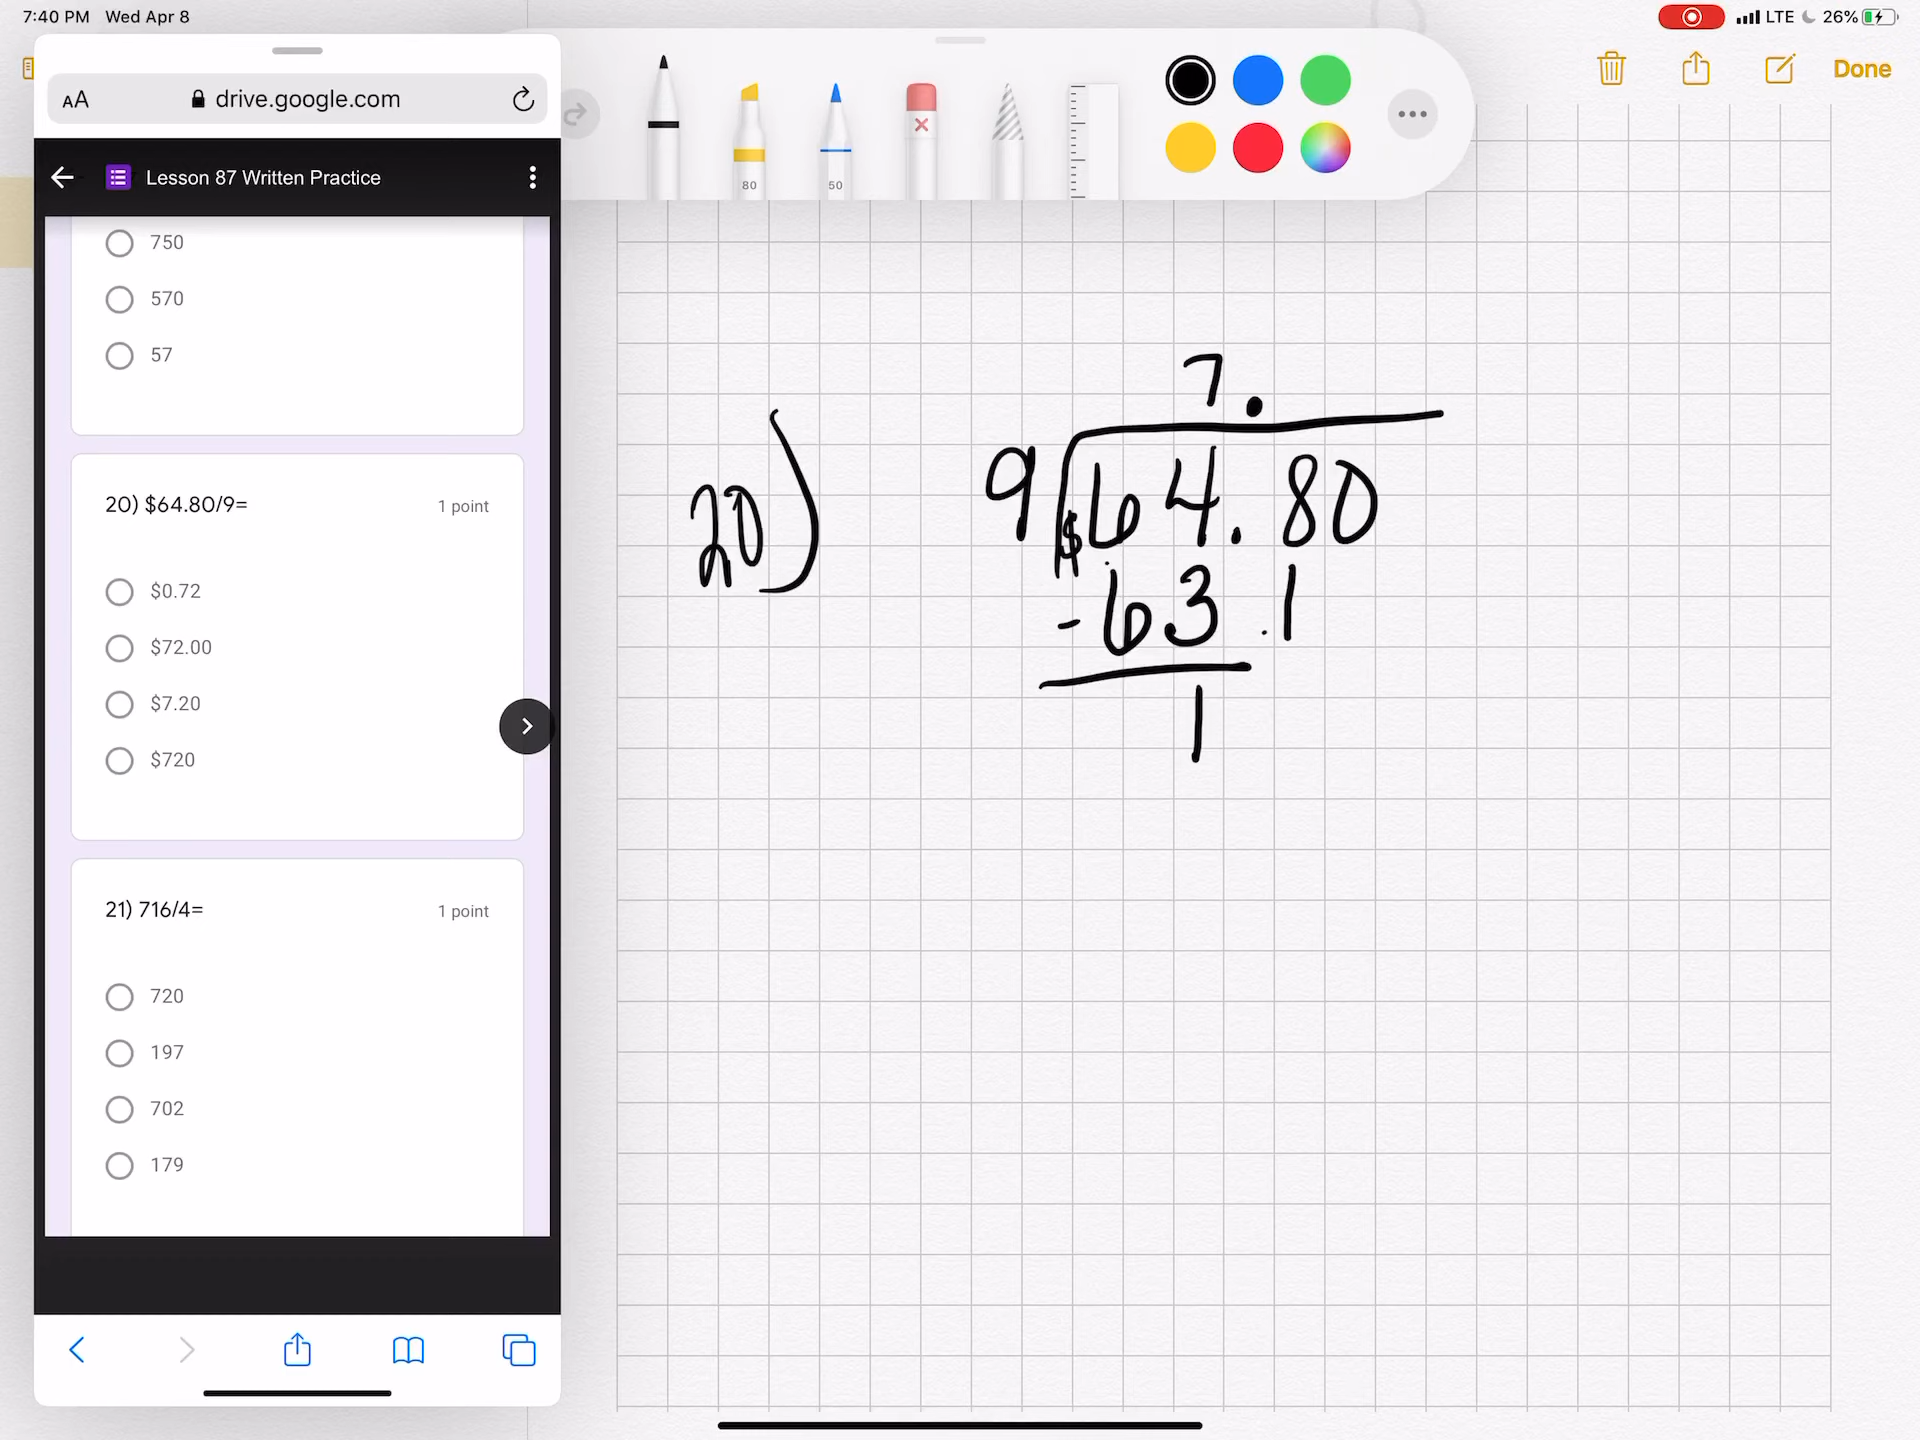 7:40 PM Wed Apr 8
LTE 26%
AA drive.google.com
Done
80
50
Lesson 87 Written Practice
750
570
57
20) $64.80/9=
1 point
$0.72
$72.00
$7.20
$720
21) 716/4=
1 point
720
197
702
179
7.
20) 9 $64.80
- 63 . 1
1